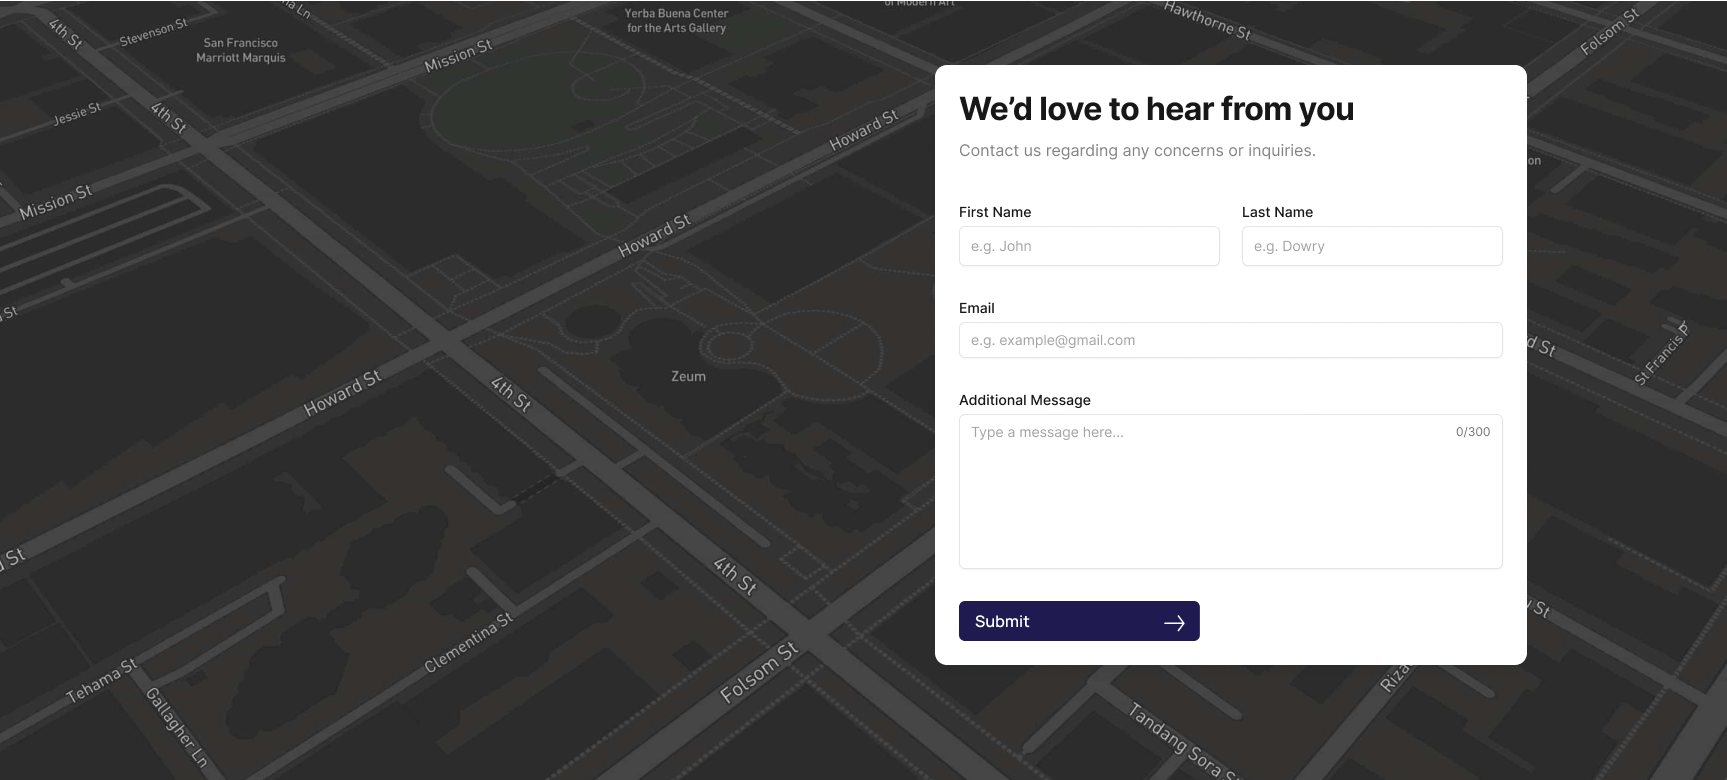 4th St
Stevenson St
San Francisco
Marriott Marquis
Mission St
Yerba Buena Center
for the Arts Gallery
of Modern Art
Hawthorne St
Folsom St
Jessie St
4th St
Howard St
Mission St
Howard St
We’d love to hear from you
Contact us regarding any concerns or inquiries.
First Name
Last Name
e.g. John
e.g. Dowry
Email
e.g. example@gmail.com
Additional Message
Type a message here...
0/300
Submit
St Francis P
Zeum
Howard St
4th St
4th St
Clementina St
Folsom St
Tehama St
Gallagher Ln
Tandang Sora St